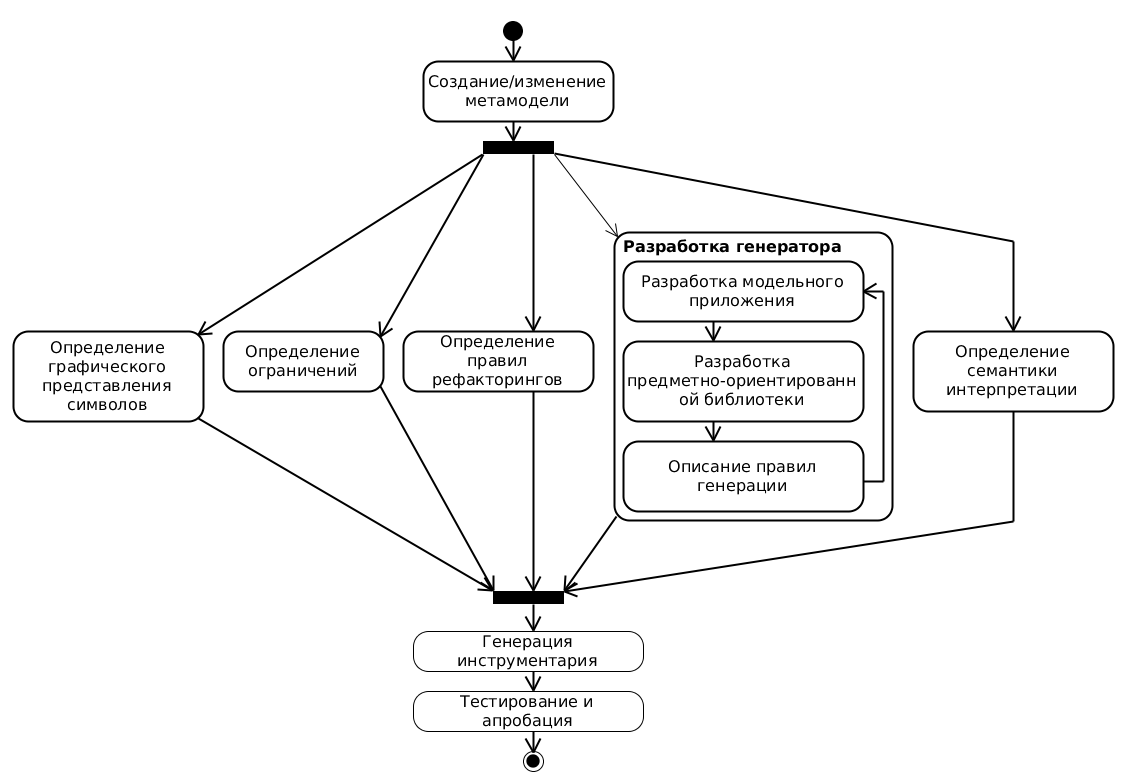 Создание/изменение
метамодели
Определение
графического
представления
символов
Определение
ограничений
Определение
правил
рефакторингов
Разработка генератора
Разработка модельного
приложения
Разработка
предметно-ориентированн
ой библиотеки
Описание правил
генерации
Определение
семантики
интерпретации
Генерация
инструментария
Тестирование и
апробация